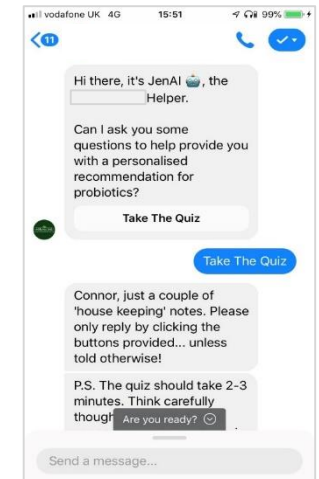 vodafone UK 4G 15:51 99%
11
Hi there, it's JenAI 🤖, the
Helper.
Can I ask you some
questions to help provide you
with a personalised
recommendation for
probiotics?
Take The Quiz
Take The Quiz
Connor, just a couple of
'house keeping' notes. Please
only reply by clicking the
buttons provided... unless
told otherwise!
P.S. The quiz should take 2-3
minutes. Think carefully
though
Are you ready?
Send a message...